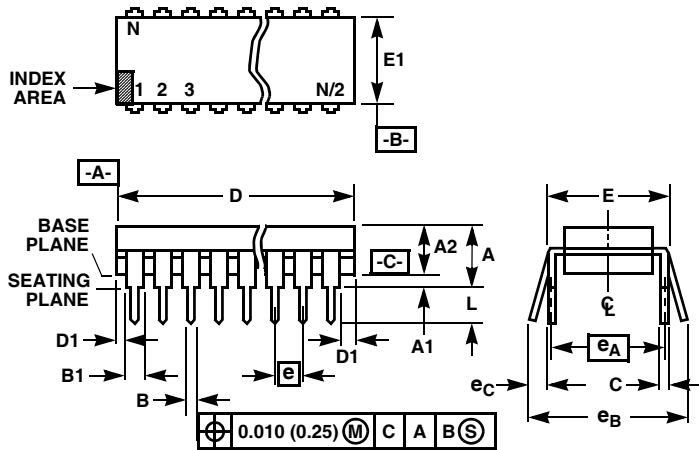 N
E1
INDEX
AREA
1 2 3 N/2
-B-
-A-
D
E
BASE
PLANE
A2
A
-C-
SEATING
PLANE
L
C
L
D1
A1
D1
eA
B1
e
eC
C
B
eB
0.010 (0.25) M C A B S